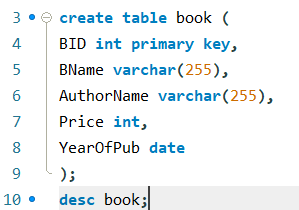 3 create table book (
4 BID int primary key,
5 BName varchar(255),
6 AuthorName varchar(255),
7 Price int,
8 YearOfPub date
9 );
10 desc book;